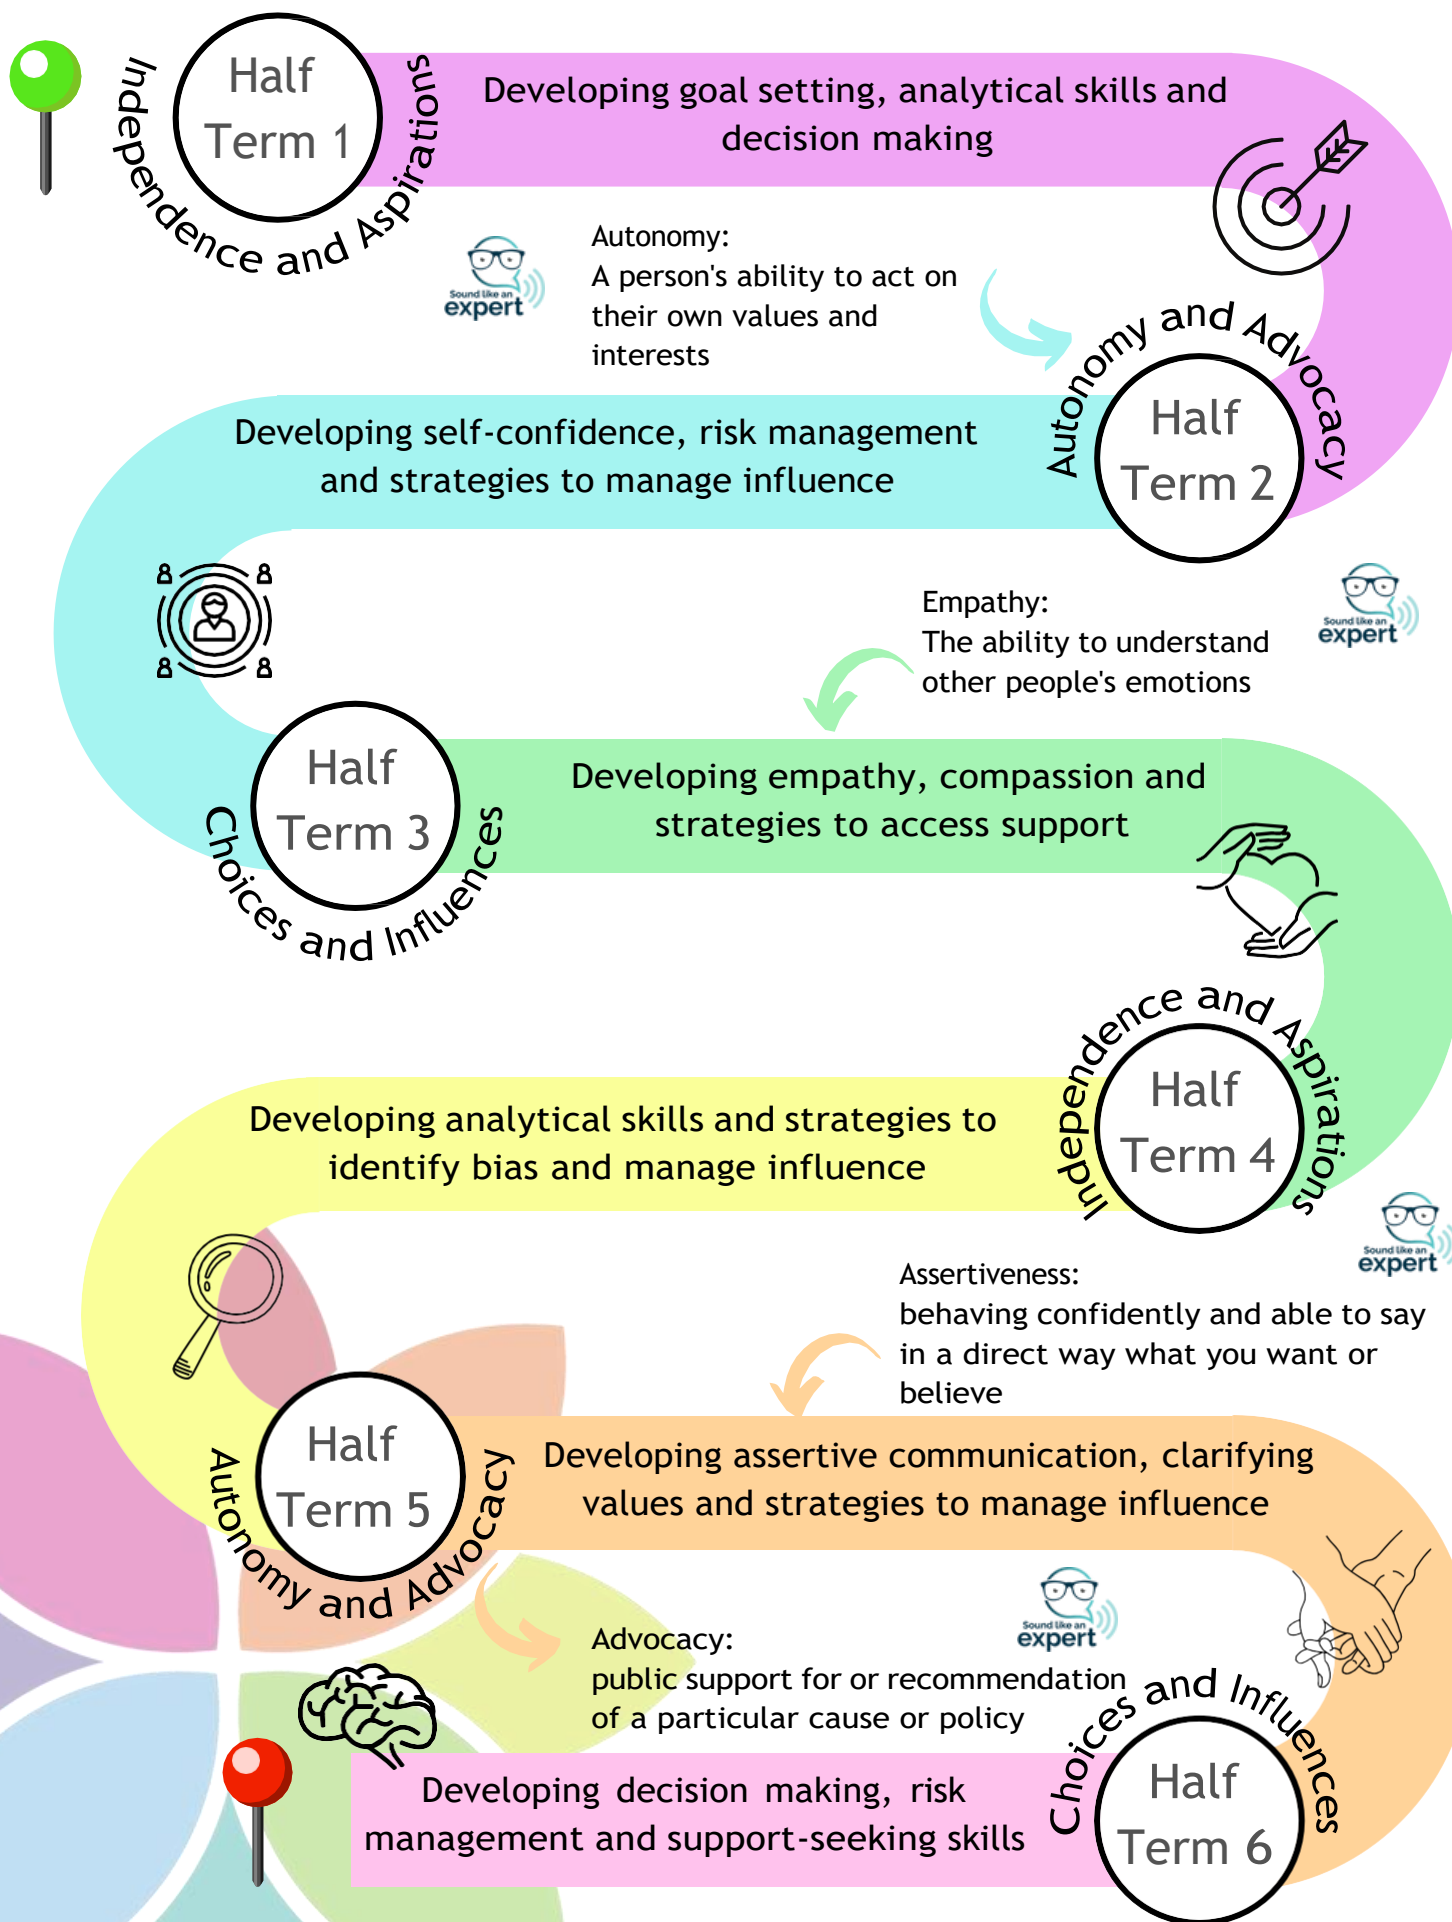 Half
Term 1
Independence and Aspirations
Developing goal setting, analytical skills and
decision making
Sound like an
expert
Autonomy:
A person's ability to act on
their own values and
interests
Autonomy and Advocacy
Half
Term 2
Developing self-confidence, risk management
and strategies to manage influence
Empathy:
The ability to understand
other people's emotions
Sound like an
expert
Half
Term 3
Choices and Influences
Developing empathy, compassion and
strategies to access support
Independence and Aspirations
Half
Term 4
Developing analytical skills and strategies to
identify bias and manage influence
Sound like an
expert
Assertiveness:
behaving confidently and able to say
in a direct way what you want or
believe
Half
Term 5
Autonomy and Advocacy
Developing assertive communication, clarifying
values and strategies to manage influence
Sound like an
expert
Advocacy:
public support for or recommendation
of a particular cause or policy
Choices and Influences
Half
Term 6
Developing decision making, risk
management and support-seeking skills